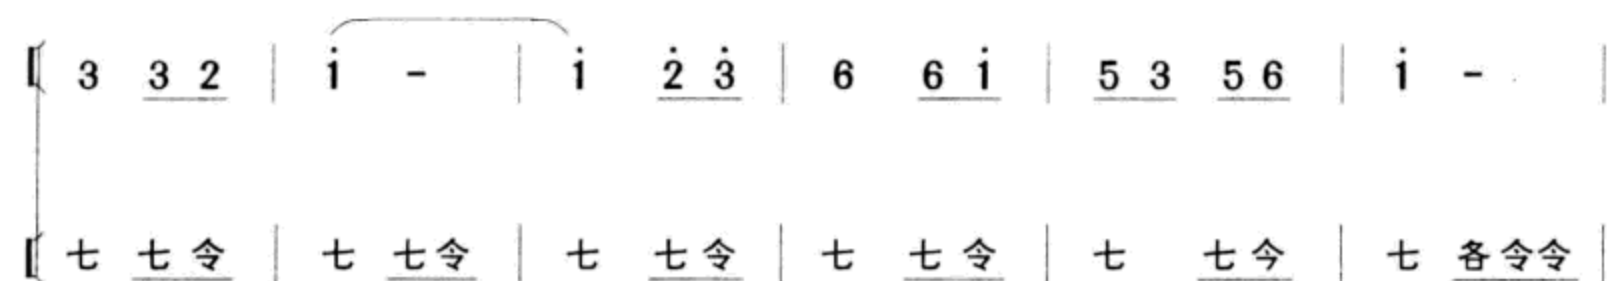 3 3 2 | i̇ - | i̇ 2̇ 3̇ | 6 6 i̇ | 5 3 5 6 | i̇ - |
七 七 令 | 七 七 令 | 七 七 令 | 七 七 令 | 七 七 今 | 七 各 令 令 |